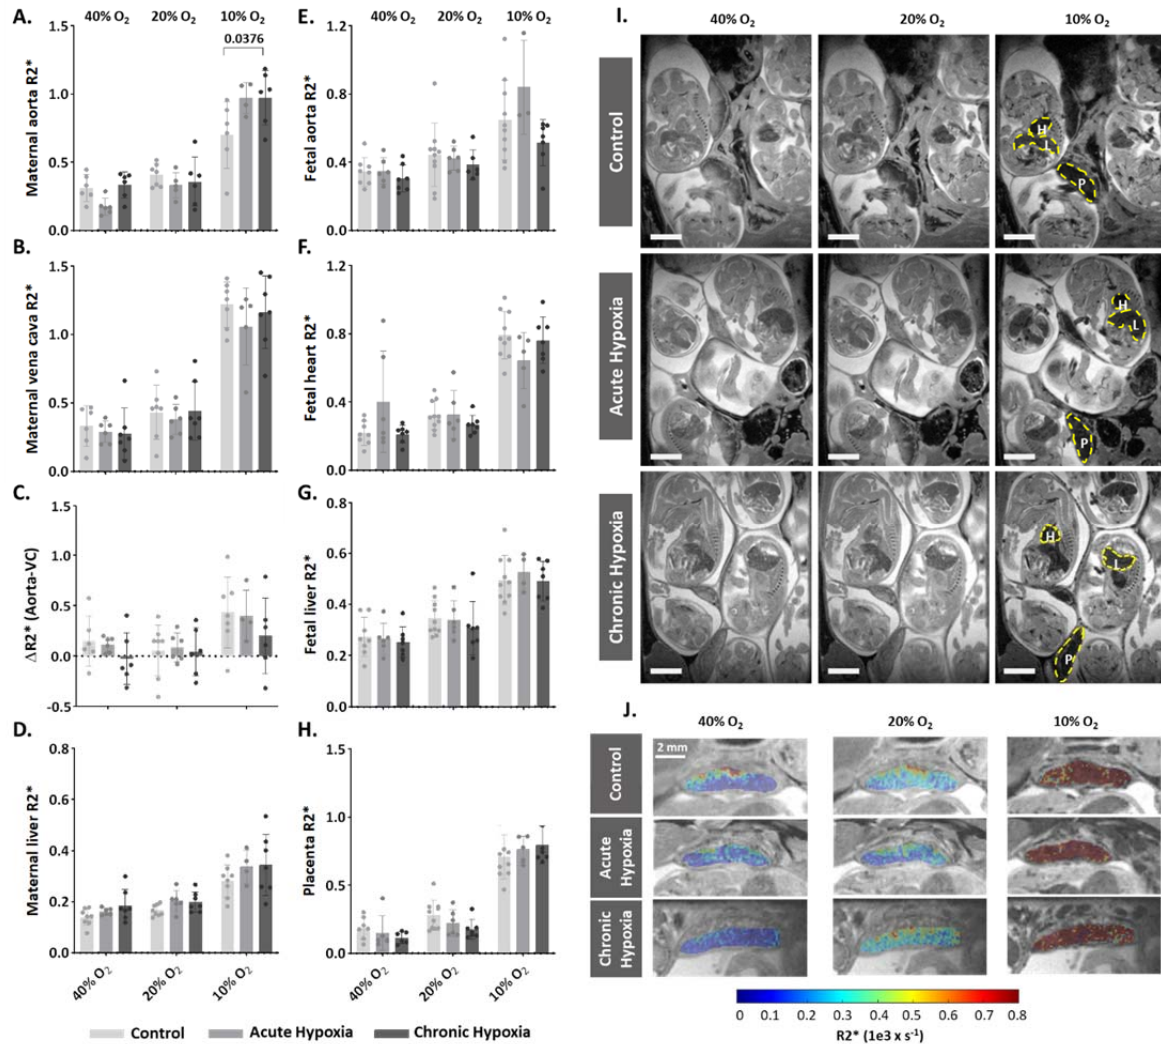 A.
40% O2 20% O2 10% O2
0.0376
Maternal aorta R2*
1.5
1.0
0.5
0.0
B.
Maternal vena cava R2*
1.5
1.0
0.5
0.0
C.
ΔR2* (Aorta-VC)
1.5
1.0
0.5
0.0
-0.5
D.
Maternal liver R2*
0.8
0.6
0.4
0.2
0.0
40% O2 20% O2 10% O2
E.
40% O2 20% O2 10% O2
Fetal aorta R2*
1.2
0.8
0.4
0.0
F.
Fetal heart R2*
1.2
0.8
0.4
0.0
G.
Fetal liver R2*
0.8
0.6
0.4
0.2
0.0
H.
Placenta R2*
1.5
1.0
0.5
0.0
40% O2 20% O2 10% O2
Control Acute Hypoxia Chronic Hypoxia
I.
40% O2 20% O2 10% O2
Control
H
L
P
Acute Hypoxia
H
L
P
Chronic Hypoxia
H
L
P
J.
40% O2 20% O2 10% O2
2 mm
Control
Acute
Hypoxia
Chronic
Hypoxia
0 0.1 0.2 0.3 0.4 0.5 0.6 0.7 0.8
R2* (1e3 x s⁻¹)